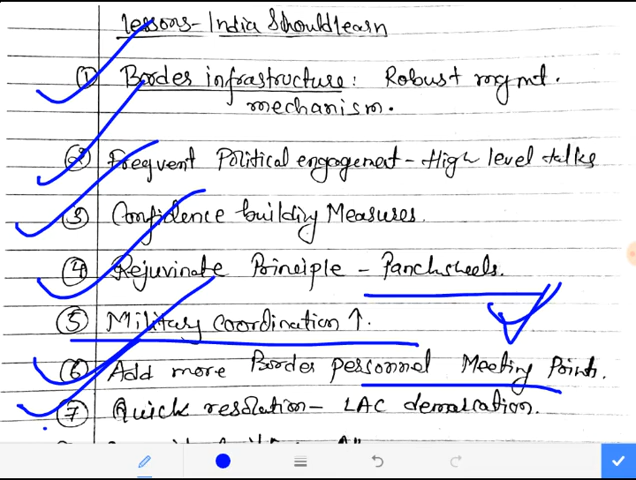 Lessons - India Should learn
① Border infrastructure : Robust mgmt.
mechanism.
② Frequent Political engagement - High level talks
③ Confidence building Measures.
④ Rejuvinate Principle - Panchsheels.
⑤ Military coordination ↑.
⑥ Add more Border personnel Meeting Points.
⑦ Quick resolution - LAC demarcation.